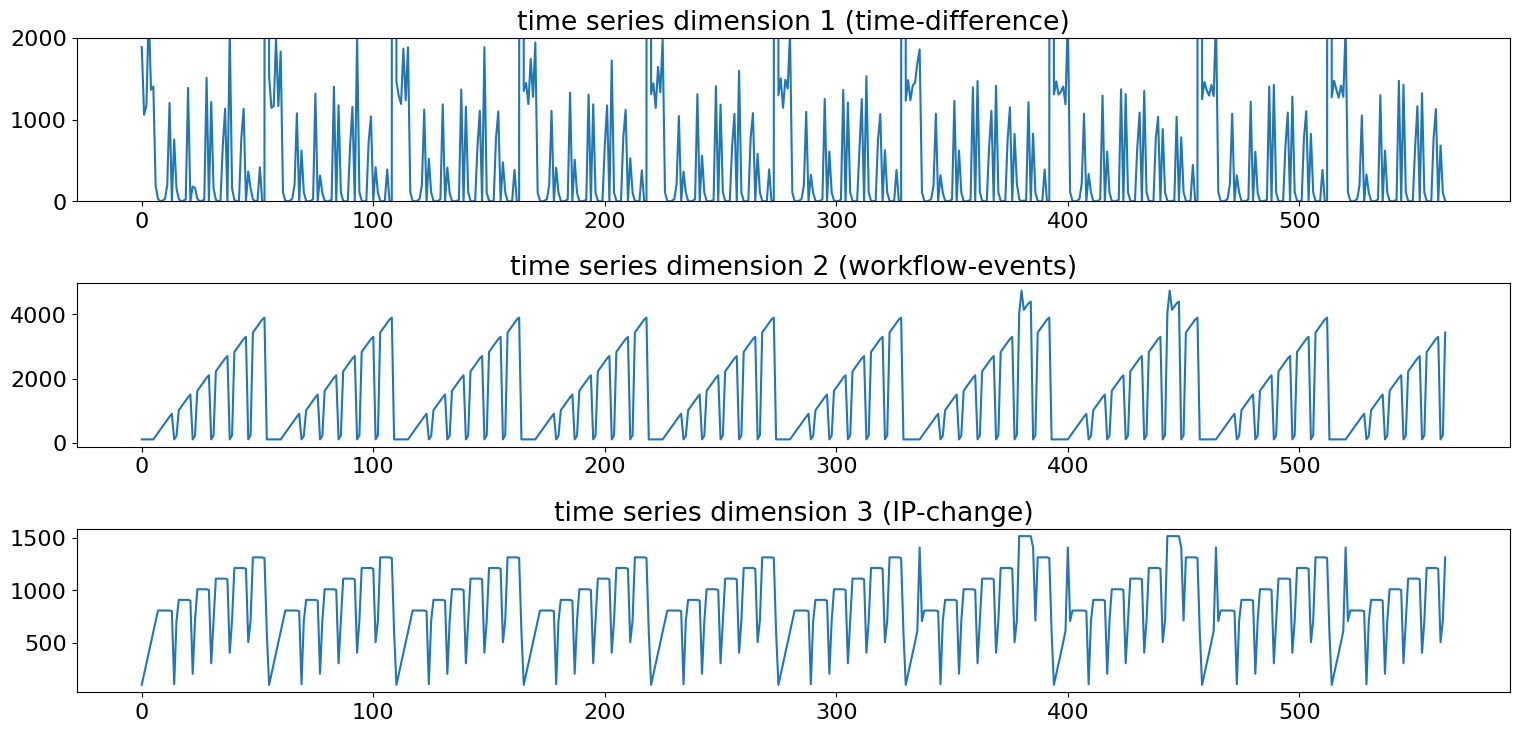 time series dimension 1 (time-difference)
2000
1000
0
0 100 200 300 400 500
time series dimension 2 (workflow-events)
4000
2000
0
0 100 200 300 400 500
time series dimension 3 (IP-change)
1500
1000
500
0 100 200 300 400 500